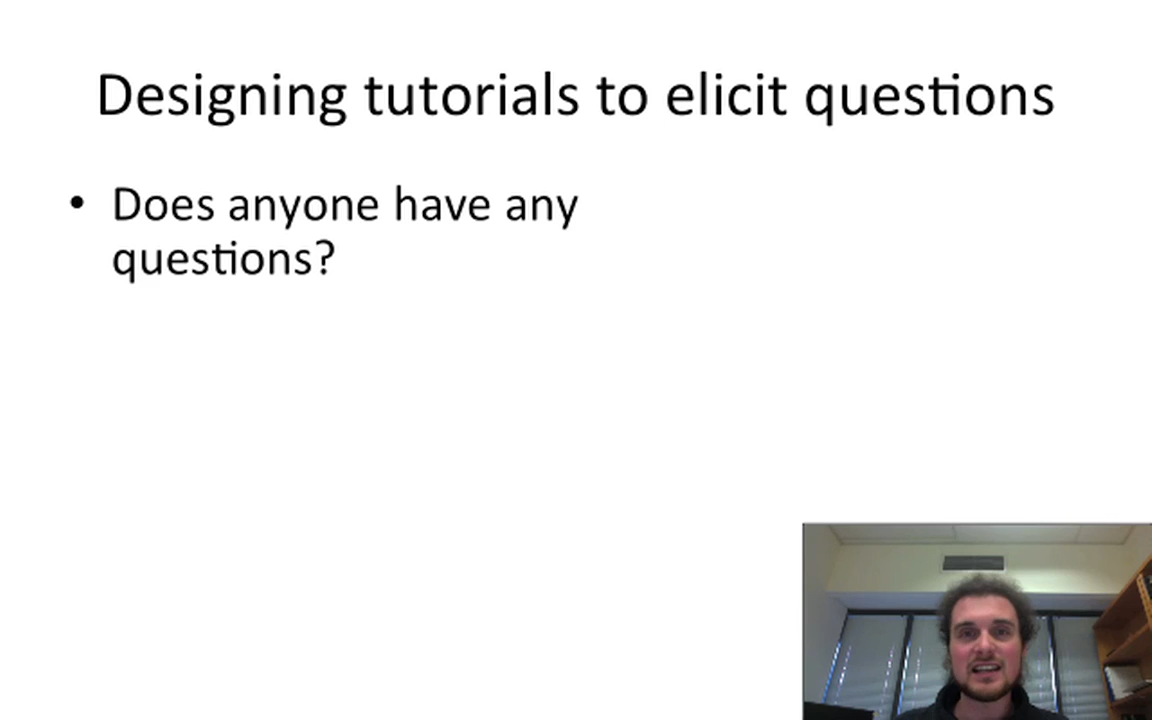 Designing tutorials to elicit questions
• Does anyone have any
questions?